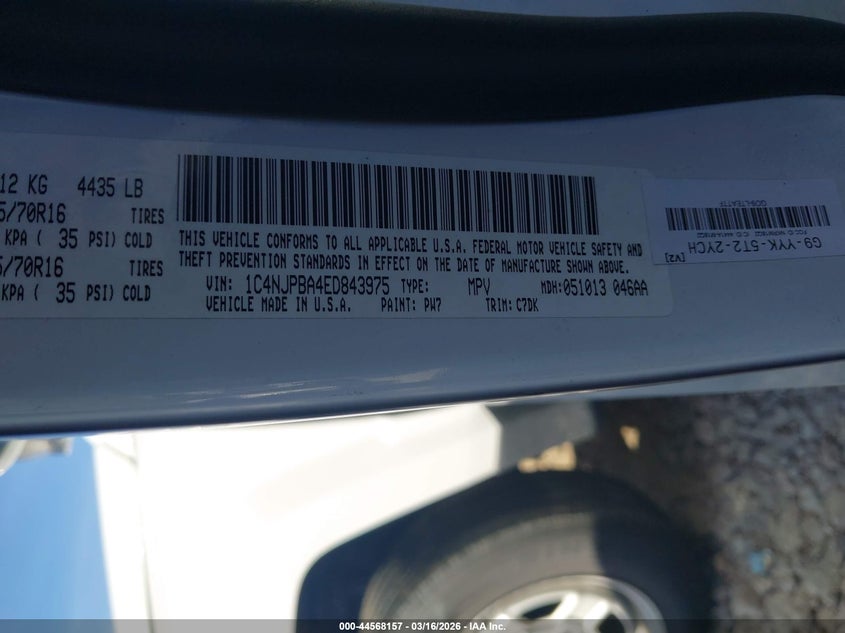 12 KG 4435 LB
5/70R16 TIRES
KPA ( 35 PSI) COLD
5/70R16 TIRES
KPA ( 35 PSI) COLD
THIS VEHICLE CONFORMS TO ALL APPLICABLE U.S.A. FEDERAL MOTOR VEHICLE SAFETY AND
THEFT PREVENTION STANDARDS IN EFFECT ON THE DATE OF MANUFACTURE SHOWN ABOVE.
VIN: 1C4NJPBA4ED843975 TYPE: MPV MDH:051013 046AA
VEHICLE MADE IN U.S.A. PAINT: PW7 TRIM: C7DK
G9-YYK-5T2-2YCH
[V2]
000-44568157 - 03/16/2026 - IAA Inc.